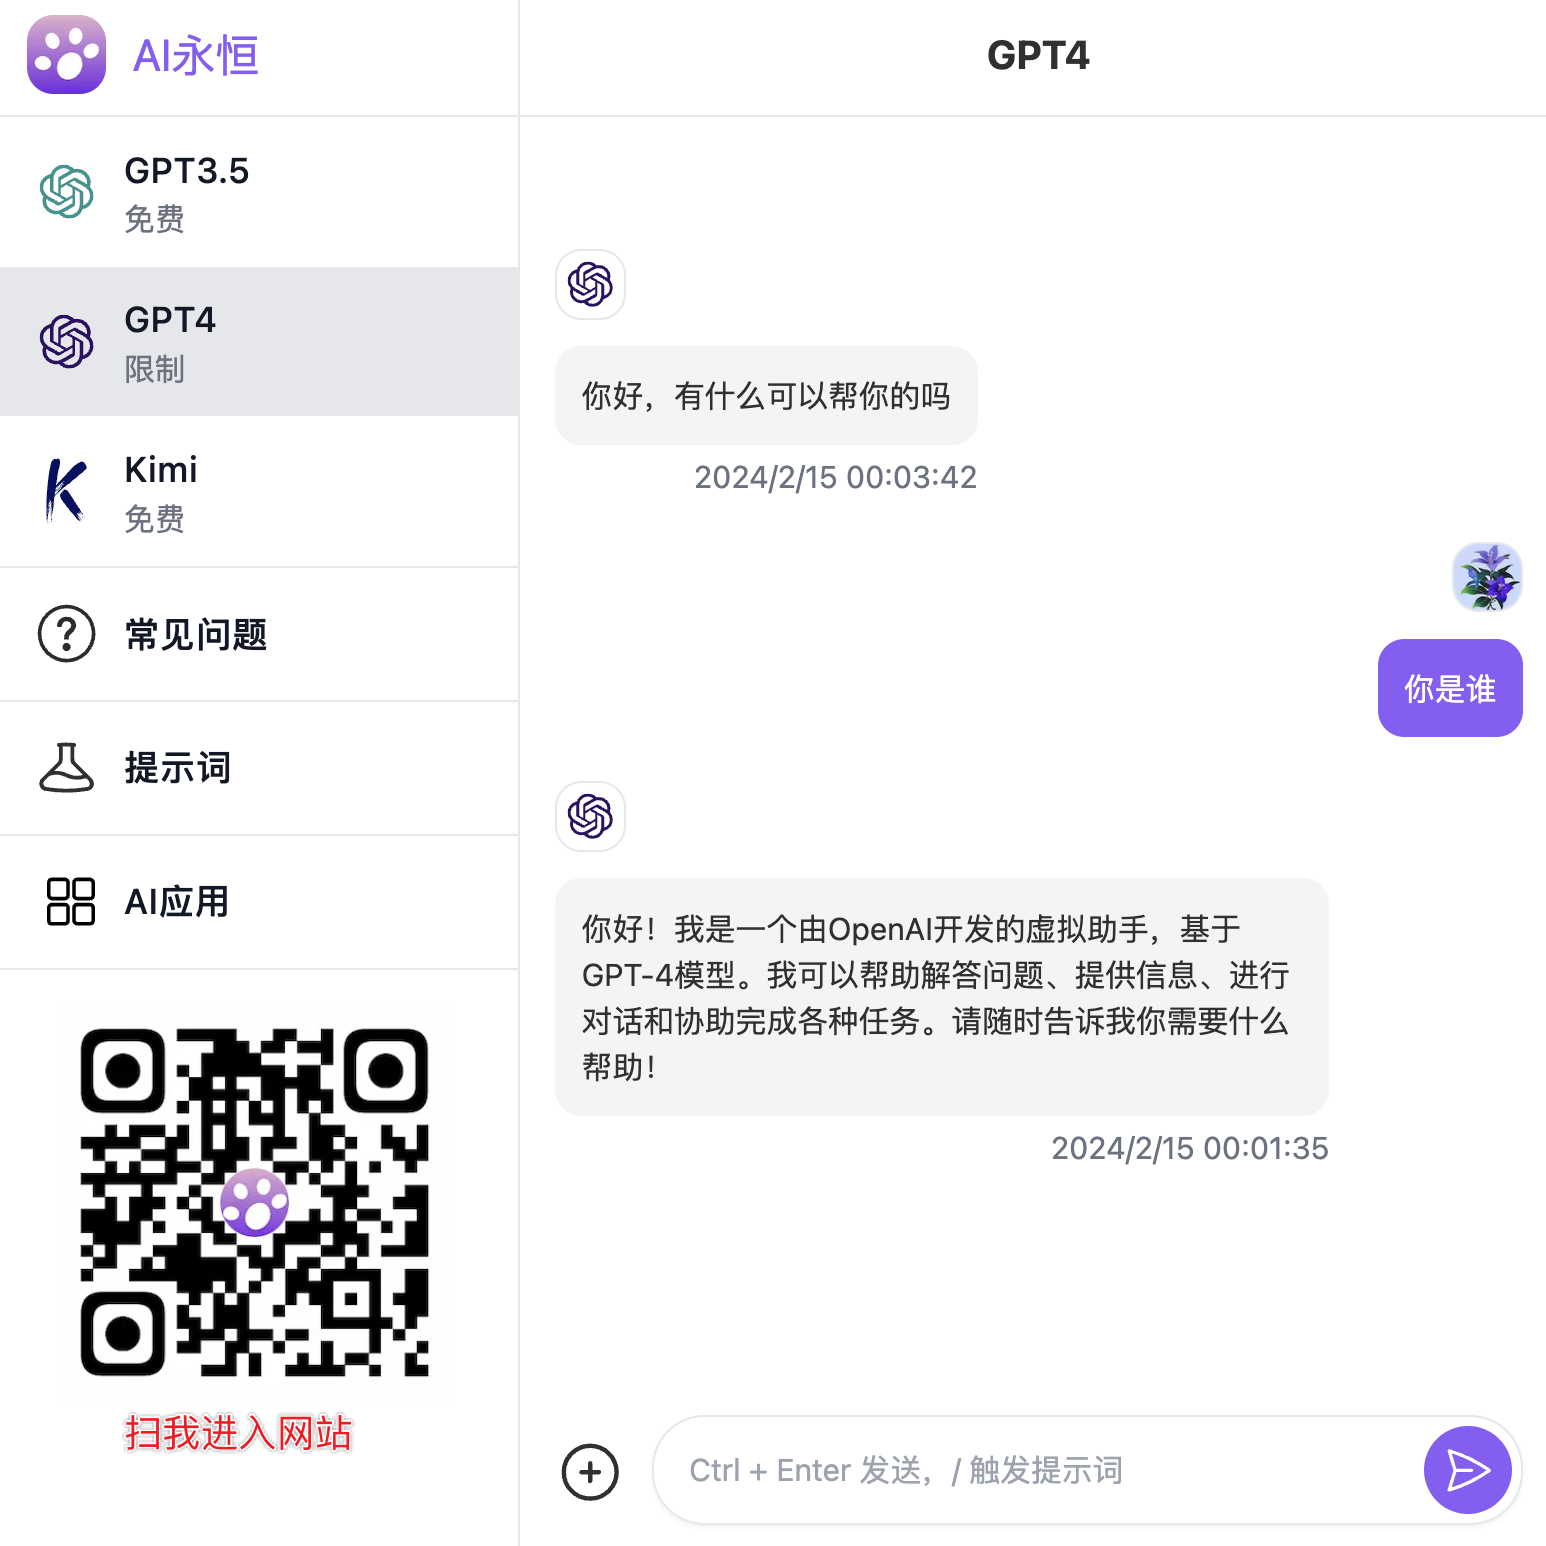 AI永恒
GPT3.5
免费
GPT4
限制
Kimi
免费
常见问题
提示词
AI应用
扫我进入网站
GPT4
你好，有什么可以帮你的吗
2024/2/15 00:03:42
你是谁
你好！我是一个由OpenAI开发的虚拟助手，基于
GPT-4模型。我可以帮助解答问题、提供信息、进行
对话和协助完成各种任务。请随时告诉我你需要什么
帮助！
2024/2/15 00:01:35
Ctrl + Enter 发送，/ 触发提示词